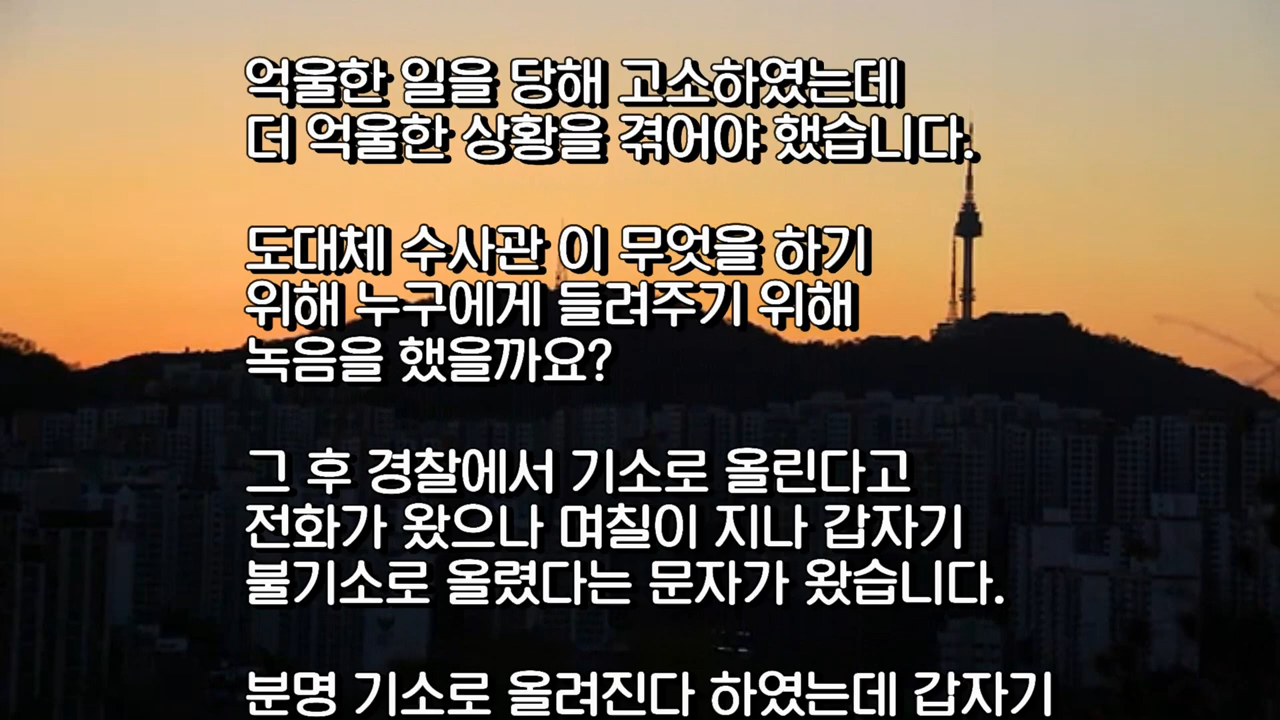 억울한 일을 당해 고소하였는데
더 억울한 상황을 겪어야 했습니다.
도대체 수사관 이 무엇을 하기
위해 누구에게 들려주기 위해
녹음을 했을까요?
그 후 경찰에서 기소로 올린다고
전화가 왔으나 며칠이 지나 갑자기
불기소로 올렸다는 문자가 왔습니다.
분명 기소로 올려진다 하였는데 갑자기